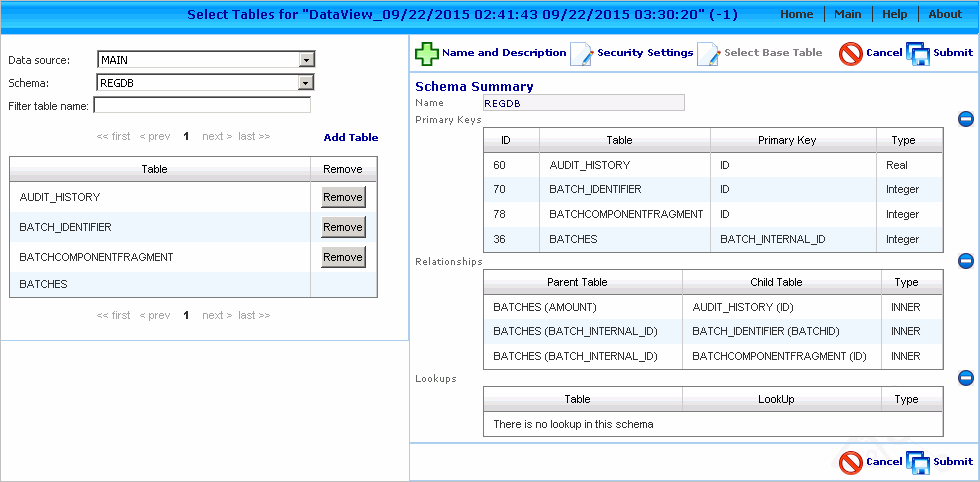 Select Tables for "DataView_09/22/2015 02:41:43 09/22/2015 03:30:20" (-1) Home Main Help About
Data source: MAIN
Schema: REGDB
Filter table name:
<< first < prev 1 next > last >> Add Table
Table Remove
AUDIT_HISTORY Remove
BATCH_IDENTIFIER Remove
BATCHCOMPONENTFRAGMENT Remove
BATCHES
<< first < prev 1 next > last >>
Name and Description Security Settings Select Base Table Cancel Submit
Schema Summary
Name REGDB
Primary Keys
ID Table Primary Key Type
60 AUDIT_HISTORY ID Real
70 BATCH_IDENTIFIER ID Integer
78 BATCHCOMPONENTFRAGMENT ID Integer
36 BATCHES BATCH_INTERNAL_ID Integer
Relationships
Parent Table Child Table Type
BATCHES (AMOUNT) AUDIT_HISTORY (ID) INNER
BATCHES (BATCH_INTERNAL_ID) BATCH_IDENTIFIER (BATCHID) INNER
BATCHES (BATCH_INTERNAL_ID) BATCHCOMPONENTFRAGMENT (ID) INNER
Lookups
Table LookUp Type
There is no lookup in this schema
Cancel Submit